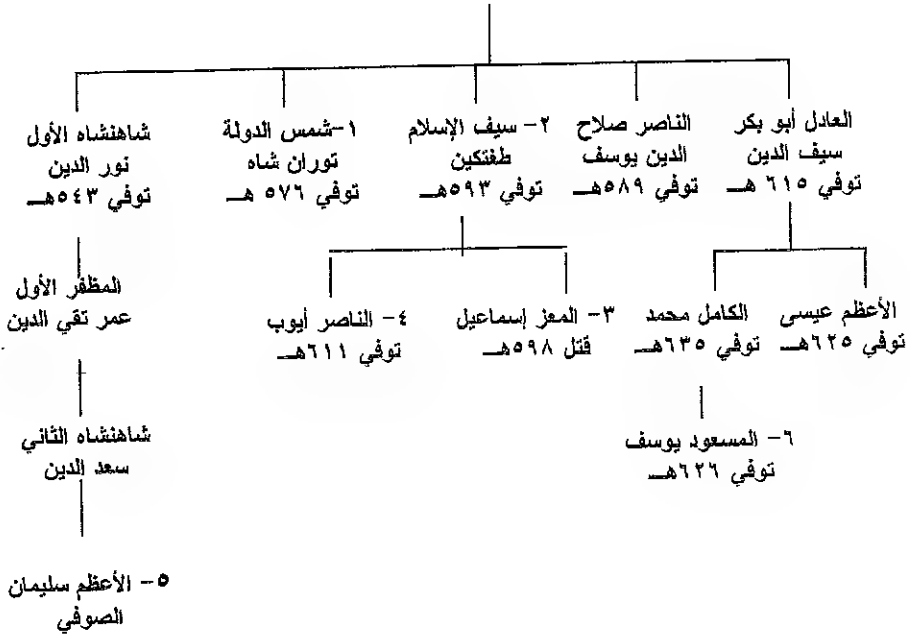 العادل أبو بكر
سيف الدين
توفي ٦١٥ هـ
الناصر صلاح
الدين يوسف
توفي ٥٨٩هـ
٢- سيف الإسلام
طغتكين
توفي ٥٩٣هـ
١-شمس الدولة
توران شاه
توفي ٥٧٦ هـ
شاهنشاه الأول
نور الدين
توفي ٥٤٣هـ
الأعظم عيسى
توفي ٦٢٥هـ
الكامل محمد
توفي ٦٣٥هـ
٣- المعز إسماعيل
قتل ٥٩٨هـ
٤- الناصر أيوب
توفي ٦١١هـ
المظفر الأول
عمر تقي الدين
٦- المسعود يوسف
توفي ٦٢٦هـ
شاهنشاه الثاني
سعد الدين
٥- الأعظم سليمان
الصوفي